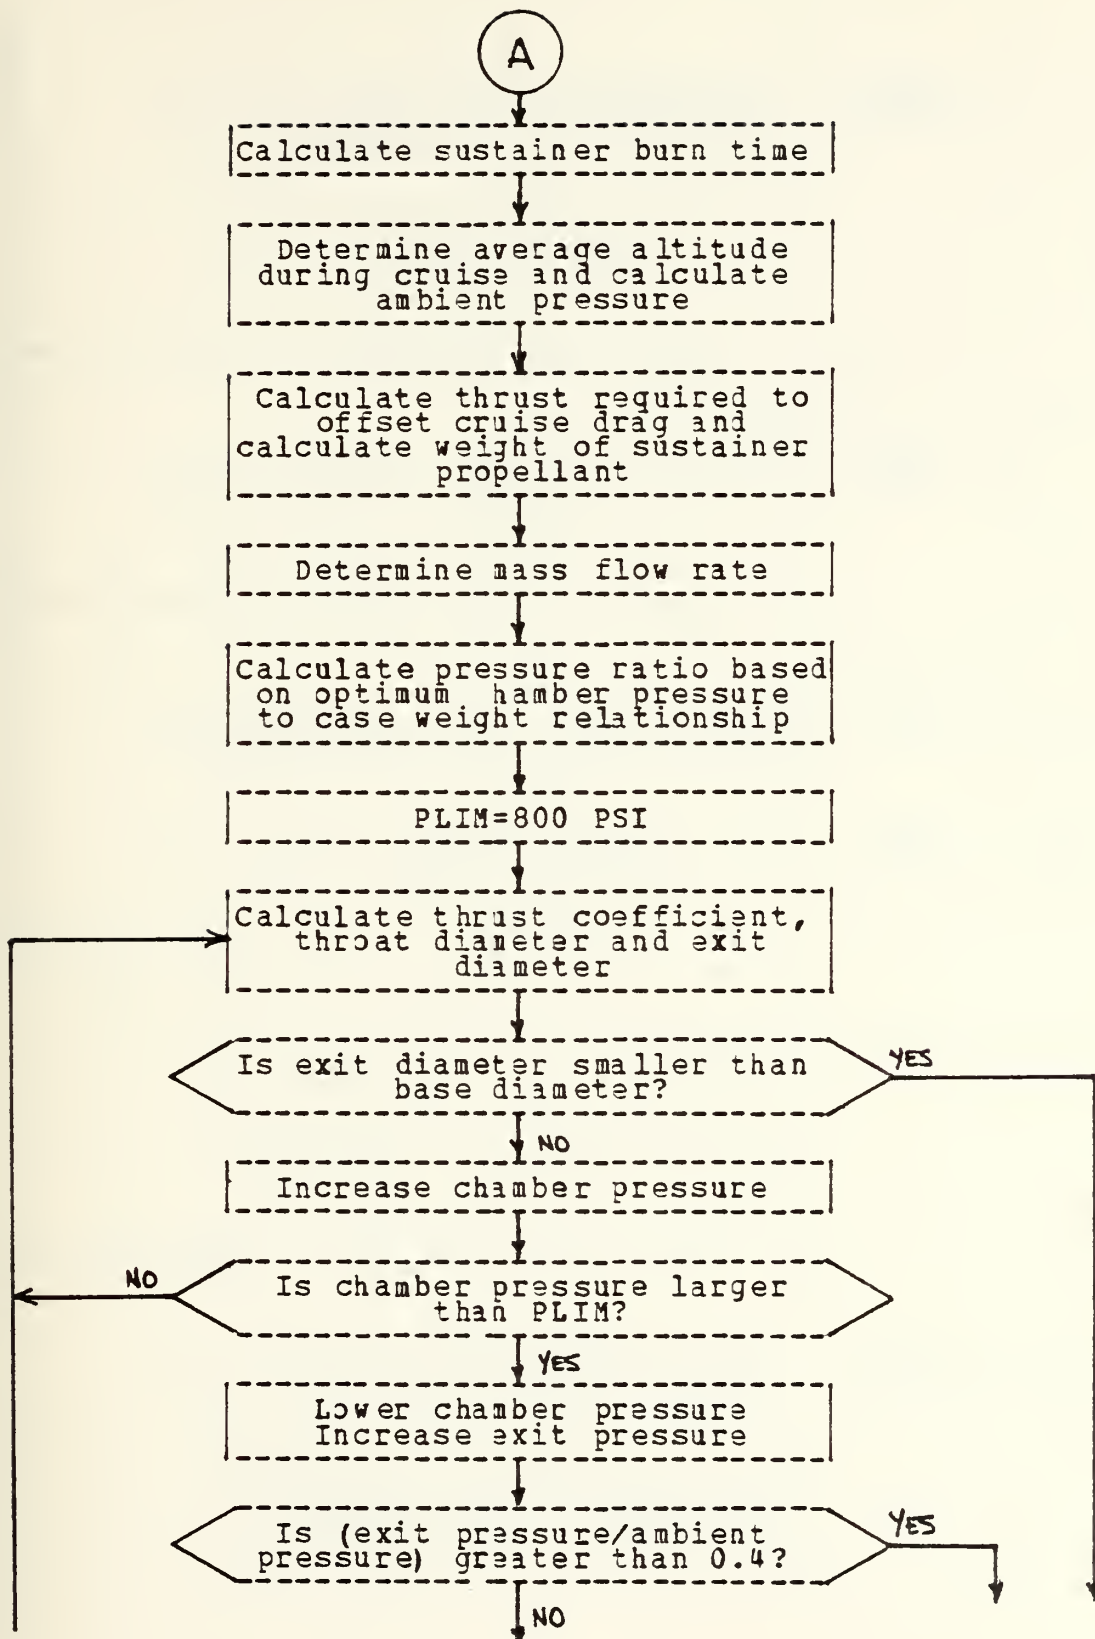 A
Calculate sustainer burn time
Determine average altitude
during cruise and calculate
ambient pressure
Calculate thrust required to
offset cruise drag and
calculate weight of sustainer
propellant
Determine mass flow rate
Calculate pressure ratio based
on optimum hamber pressure
to case weight relationship
PLIM=800 PSI
Calculate thrust coefficient,
throat diameter and exit
diameter
Is exit diameter smaller than
base diameter?
YES
NO
Increase chamber pressure
NO
Is chamber pressure larger
than PLIM?
YES
Lower chamber pressure
Increase exit pressure
Is (exit pressure/ambient
pressure) greater than 0.4?
YES
NO